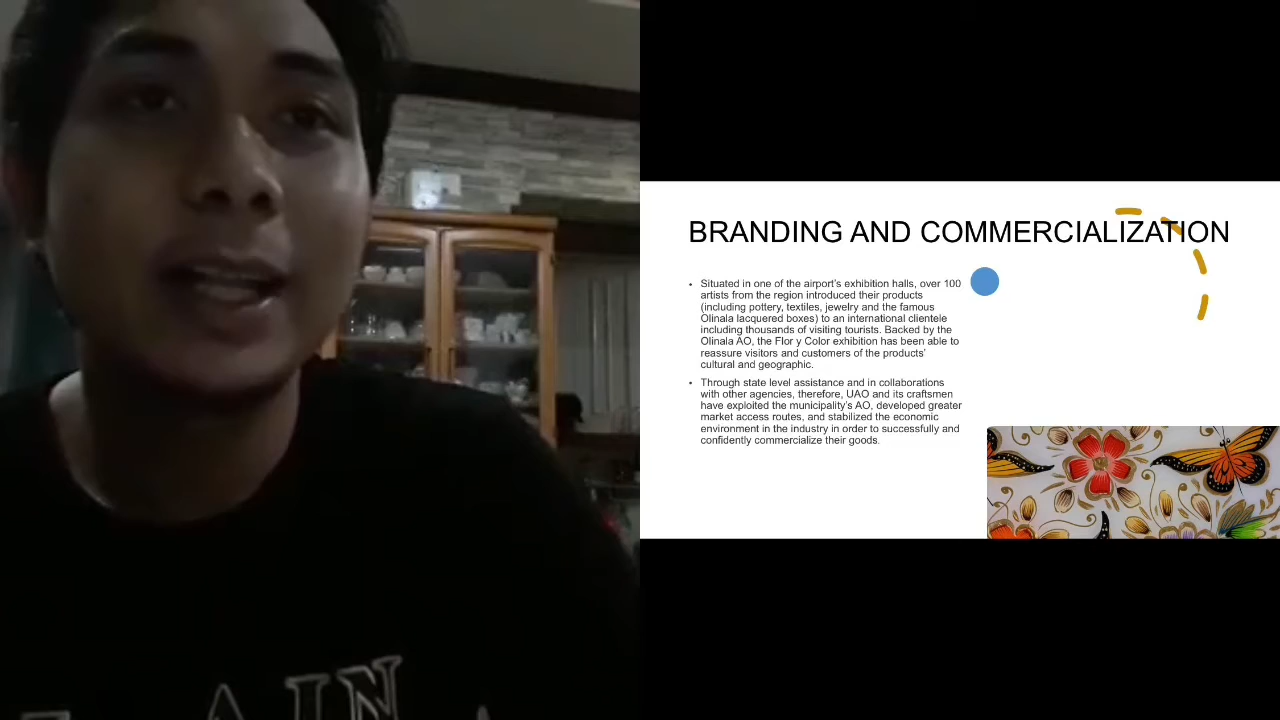 BRANDING AND COMMERCIALIZATION
• Situated in one of the airport's exhibition halls, over 100
artists from the region introduced their products
(including pottery, textiles, jewelry and the famous
Olinala lacquered boxes) to an international clientele
including thousands of visiting tourists. Backed by the
Olinala AO, the Flor y Color exhibition has been able to
reassure visitors and customers of the products'
cultural and geographic.
• Through state level assistance and in collaborations
with other agencies, therefore, UAO and its craftsmen
have exploited the municipality's AO, developed greater
market access routes, and stabilized the economic
environment in the industry in order to successfully and
confidently commercialize their goods.